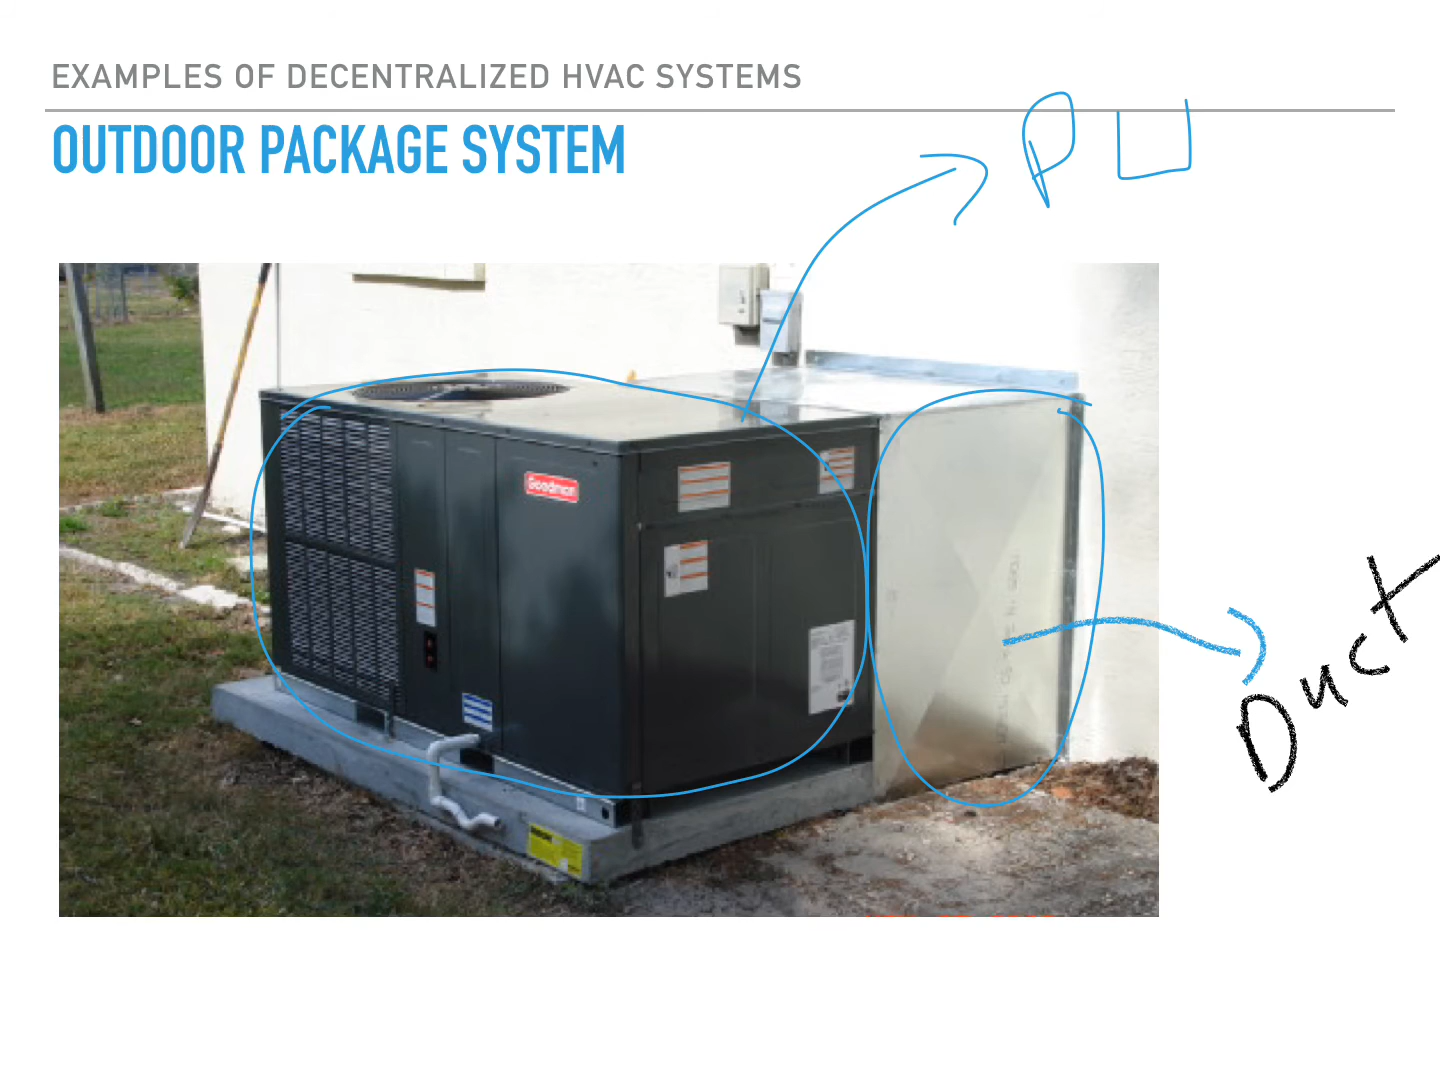 EXAMPLES OF DECENTRALIZED HVAC SYSTEMS
OUTDOOR PACKAGE SYSTEM
PU
Goodman
Duct